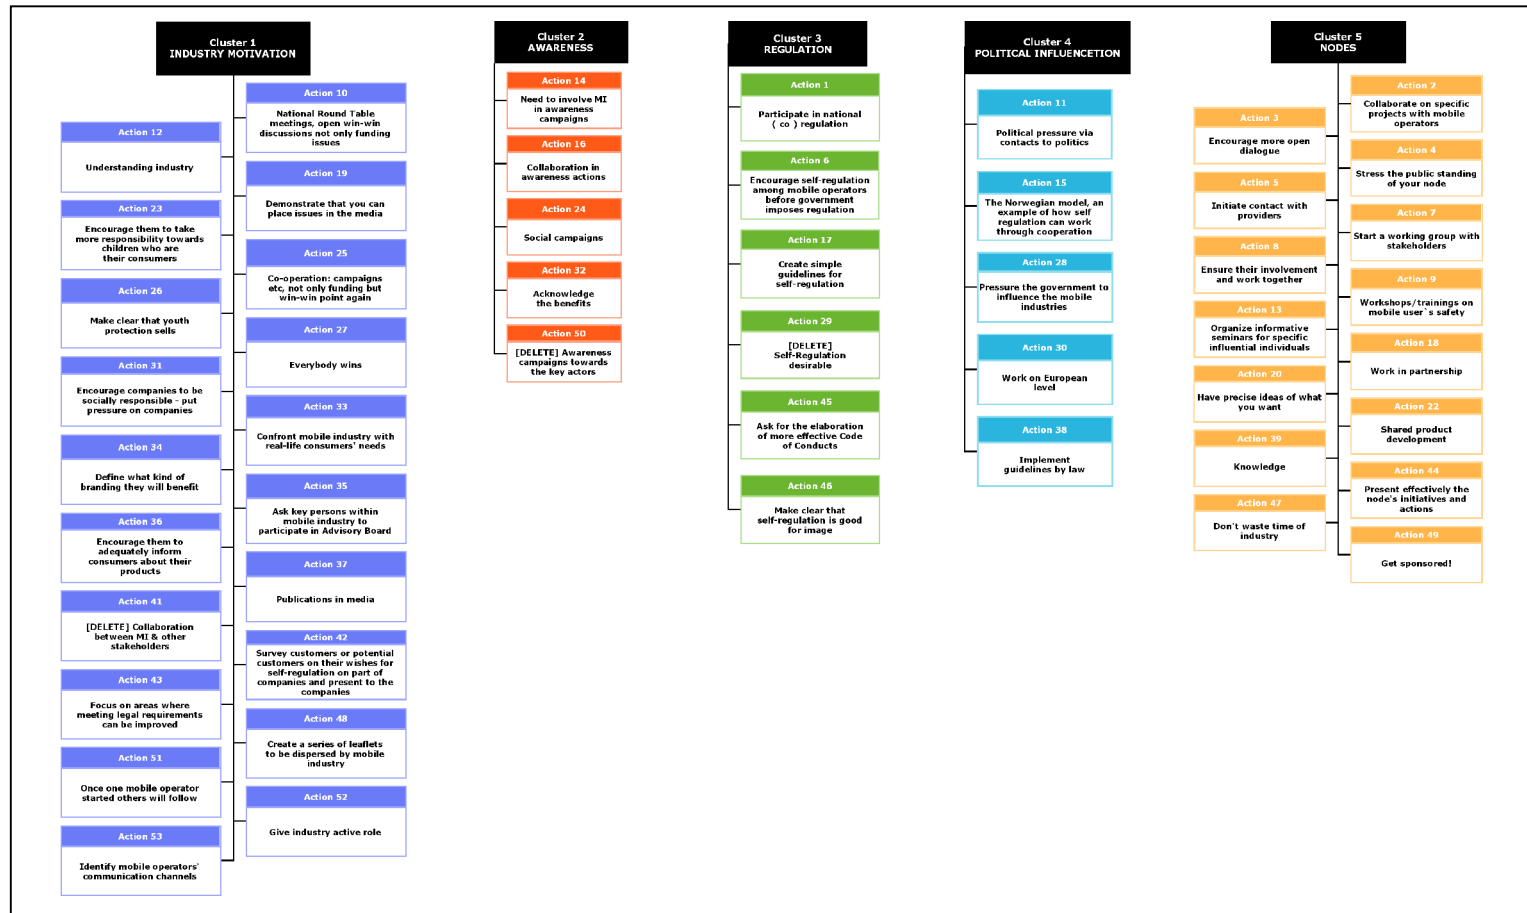 Cluster 1
INDUSTRY MOTIVATION
Action 10
National Round Table
meetings, open win-win
discussions not only funding
issues
Action 12
Understanding industry
Action 19
Demonstrate that you can
place issues in the media
Action 23
Encourage them to take
more responsibility towards
children who are
their consumers
Action 25
Co-operation: campaigns
etc, not only funding but
win-win point again
Action 26
Make clear that youth
protection sells
Action 27
Everybody wins
Action 31
Encourage companies to be
socially responsible - put
pressure on companies
Action 33
Confront mobile industry with
real-life consumers' needs
Action 34
Define what kind of
branding they will benefit
Action 35
Ask key persons within
mobile industry to
participate in Advisory Board
Action 36
Encourage them to
adequately inform
consumers about their
products
Action 37
Publications in media
Action 41
[DELETE] Collaboration
between MI & other
stakeholders
Action 42
Survey customers or potential
customers on their wishes for
self-regulation on part of
companies and present to the
companies
Action 43
Focus on areas where
meeting legal requirements
can be improved
Action 48
Create a series of leaflets
to be dispersed by mobile
industry
Action 51
Once one mobile operator
started others will follow
Action 52
Give industry active role
Action 53
Identify mobile operators'
communication channels
Cluster 2
AWARENESS
Action 14
Need to involve MI
in awareness
campaigns
Action 16
Collaboration in
awareness actions
Action 24
Social campaigns
Action 32
Acknowledge
the benefits
Action 50
[DELETE] Awareness
campaigns towards
the key actors
Cluster 3
REGULATION
Action 1
Participate in national
( co ) regulation
Action 6
Encourage self-regulation
among mobile operators
before government
imposes regulation
Action 17
Create simple
guidelines for
self-regulation
Action 29
[DELETE]
Self-Regulation
desirable
Action 45
Ask for the elaboration
of more effective Code
of Conducts
Action 46
Make clear that
self-regulation is good
for image
Cluster 4
POLITICAL INFLUENCETION
Action 11
Political pressure via
contacts to politics
Action 15
The Norwegian model, an
example of how self
regulation can work
through cooperation
Action 28
Pressure the government to
influence the mobile
industries
Action 30
Work on European
level
Action 38
Implement
guidelines by law
Cluster 5
NODES
Action 2
Collaborate on specific
projects with mobile
operators
Action 3
Encourage more open
dialogue
Action 4
Stress the public standing
of your node
Action 5
Initiate contact with
providers
Action 7
Start a working group with
stakeholders
Action 8
Ensure their involvement
and work together
Action 9
Workshops/trainings on
mobile user`s safety
Action 13
Organize informative
seminars for specific
influential individuals
Action 18
Work in partnership
Action 20
Have precise ideas of what
you want
Action 22
Shared product
development
Action 39
Knowledge
Action 44
Present effectively the
node's initiatives and
actions
Action 47
Don't waste time of
industry
Action 49
Get sponsored!